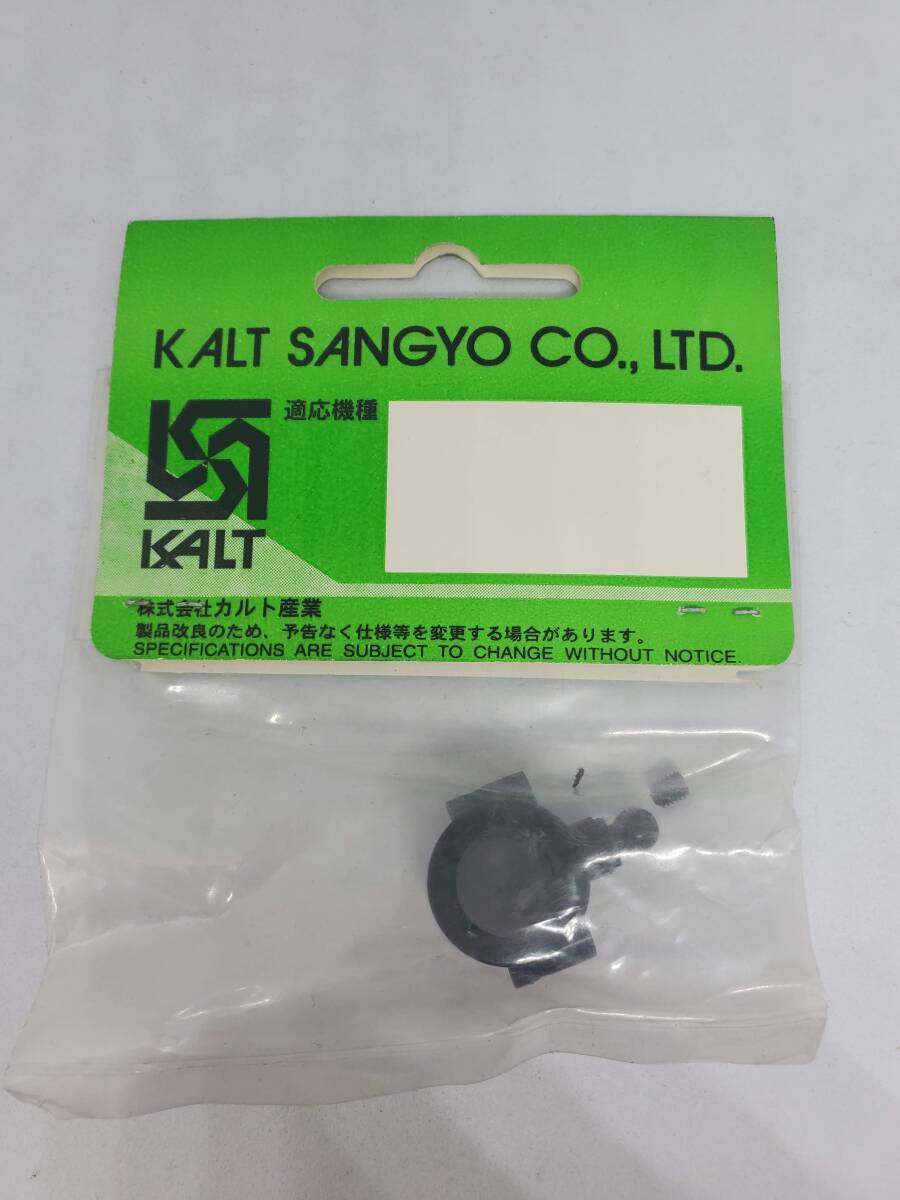 KALT SANGYO CO., LTD.
適応機種
KALT
株式会社カルト産業
製品改良のため、予告なく仕様等を変更する場合があります。
SPECIFICATIONS ARE SUBJECT TO CHANGE WITHOUT NOTICE.